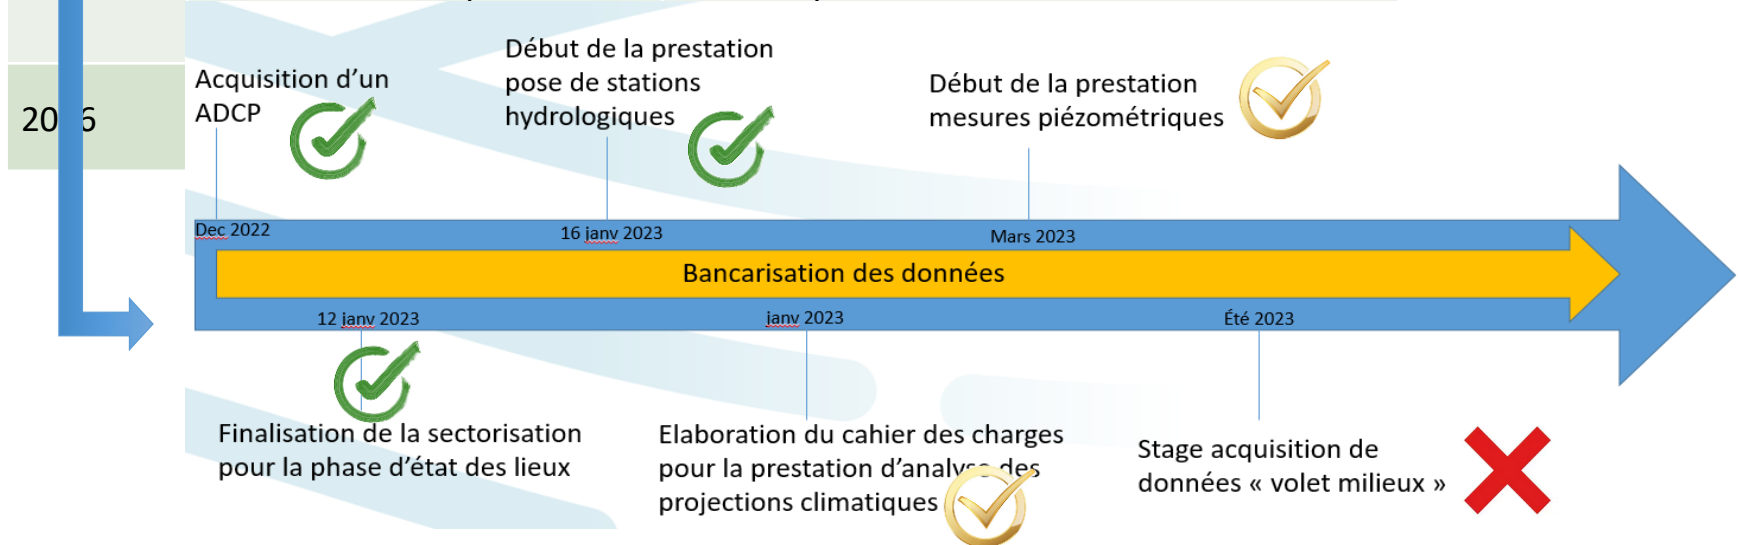 Début de la prestation
pose de stations
hydrologiques
Acquisition d’un
ADCP
Début de la prestation
mesures piézométriques
Dec 2022
16 janv 2023
Mars 2023
Bancarisation des données
12 janv 2023
janv 2023
Été 2023
Finalisation de la sectorisation
pour la phase d’état des lieux
Elaboration du cahier des charges
pour la prestation d’analyse des
projections climatiques
Stage acquisition de
données « volet milieux »